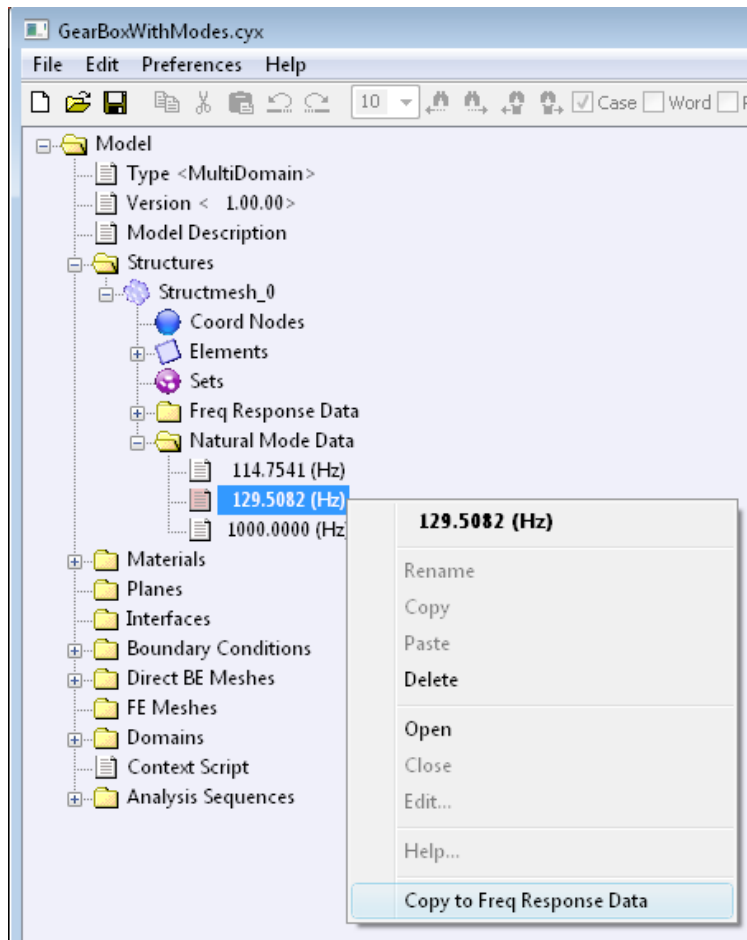 GearBoxWithModes.cyx
File Edit Preferences Help
10 Case Word
Model
Type <MultiDomain>
Version < 1.00.00>
Model Description
Structures
Structmesh_0
Coord Nodes
Elements
Sets
Freq Response Data
Natural Mode Data
114.7541 (Hz)
129.5082 (Hz)
1000.0000 (Hz
Materials
Planes
Interfaces
Boundary Conditions
Direct BE Meshes
FE Meshes
Domains
Context Script
Analysis Sequences
129.5082 (Hz)
Rename
Copy
Paste
Delete
Open
Close
Edit...
Help...
Copy to Freq Response Data